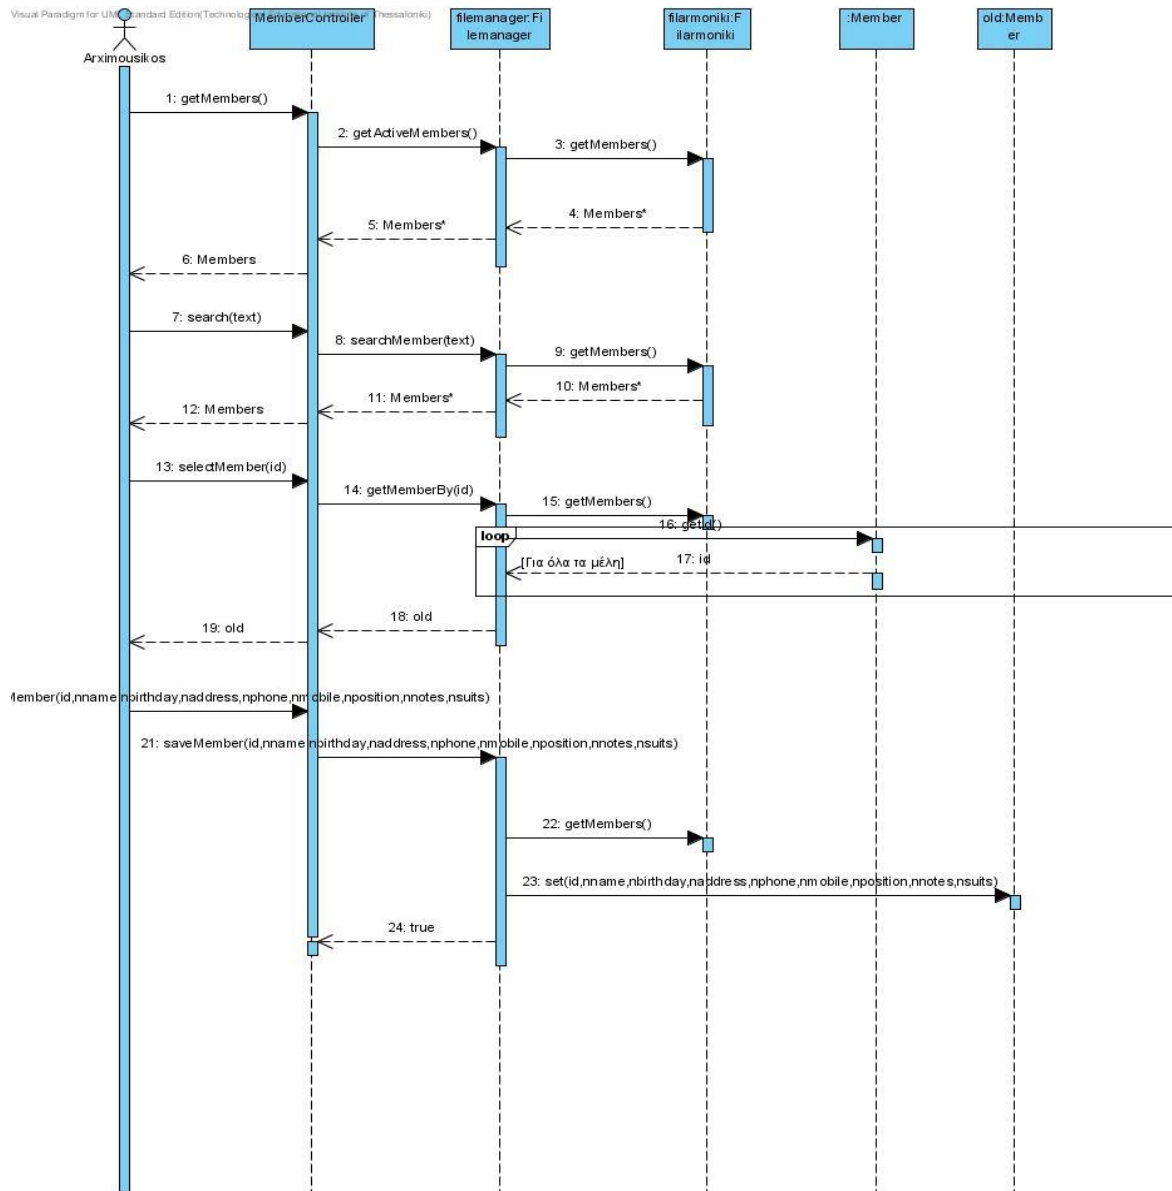 Visual Paradigm for UML Standard Edition(Technological Educational Institute of Thessaloniki)
MemberController
filemanager:Fi
lemanager
filarmoniki:F
ilarmoniki
:Member
old:Memb
er
Arximousikos
1: getMembers()
2: getActiveMembers()
3: getMembers()
4: Members*
5: Members*
6: Members
7: search(text)
8: searchMember(text)
9: getMembers()
10: Members*
11: Members*
12: Members
13: selectMember(id)
14: getMemberBy(id)
15: getMembers()
16: getId()
loop
[Για όλα τα μέλη]
17: id
18: old
19: old
Member(id,nname,nbirthday,naddress,nphone,nmobile,nposition,nnotes,nsuits)
21: saveMember(id,nname,nbirthday,naddress,nphone,nmobile,nposition,nnotes,nsuits)
22: getMembers()
23: set(id,nname,nbirthday,naddress,nphone,nmobile,nposition,nnotes,nsuits)
24: true